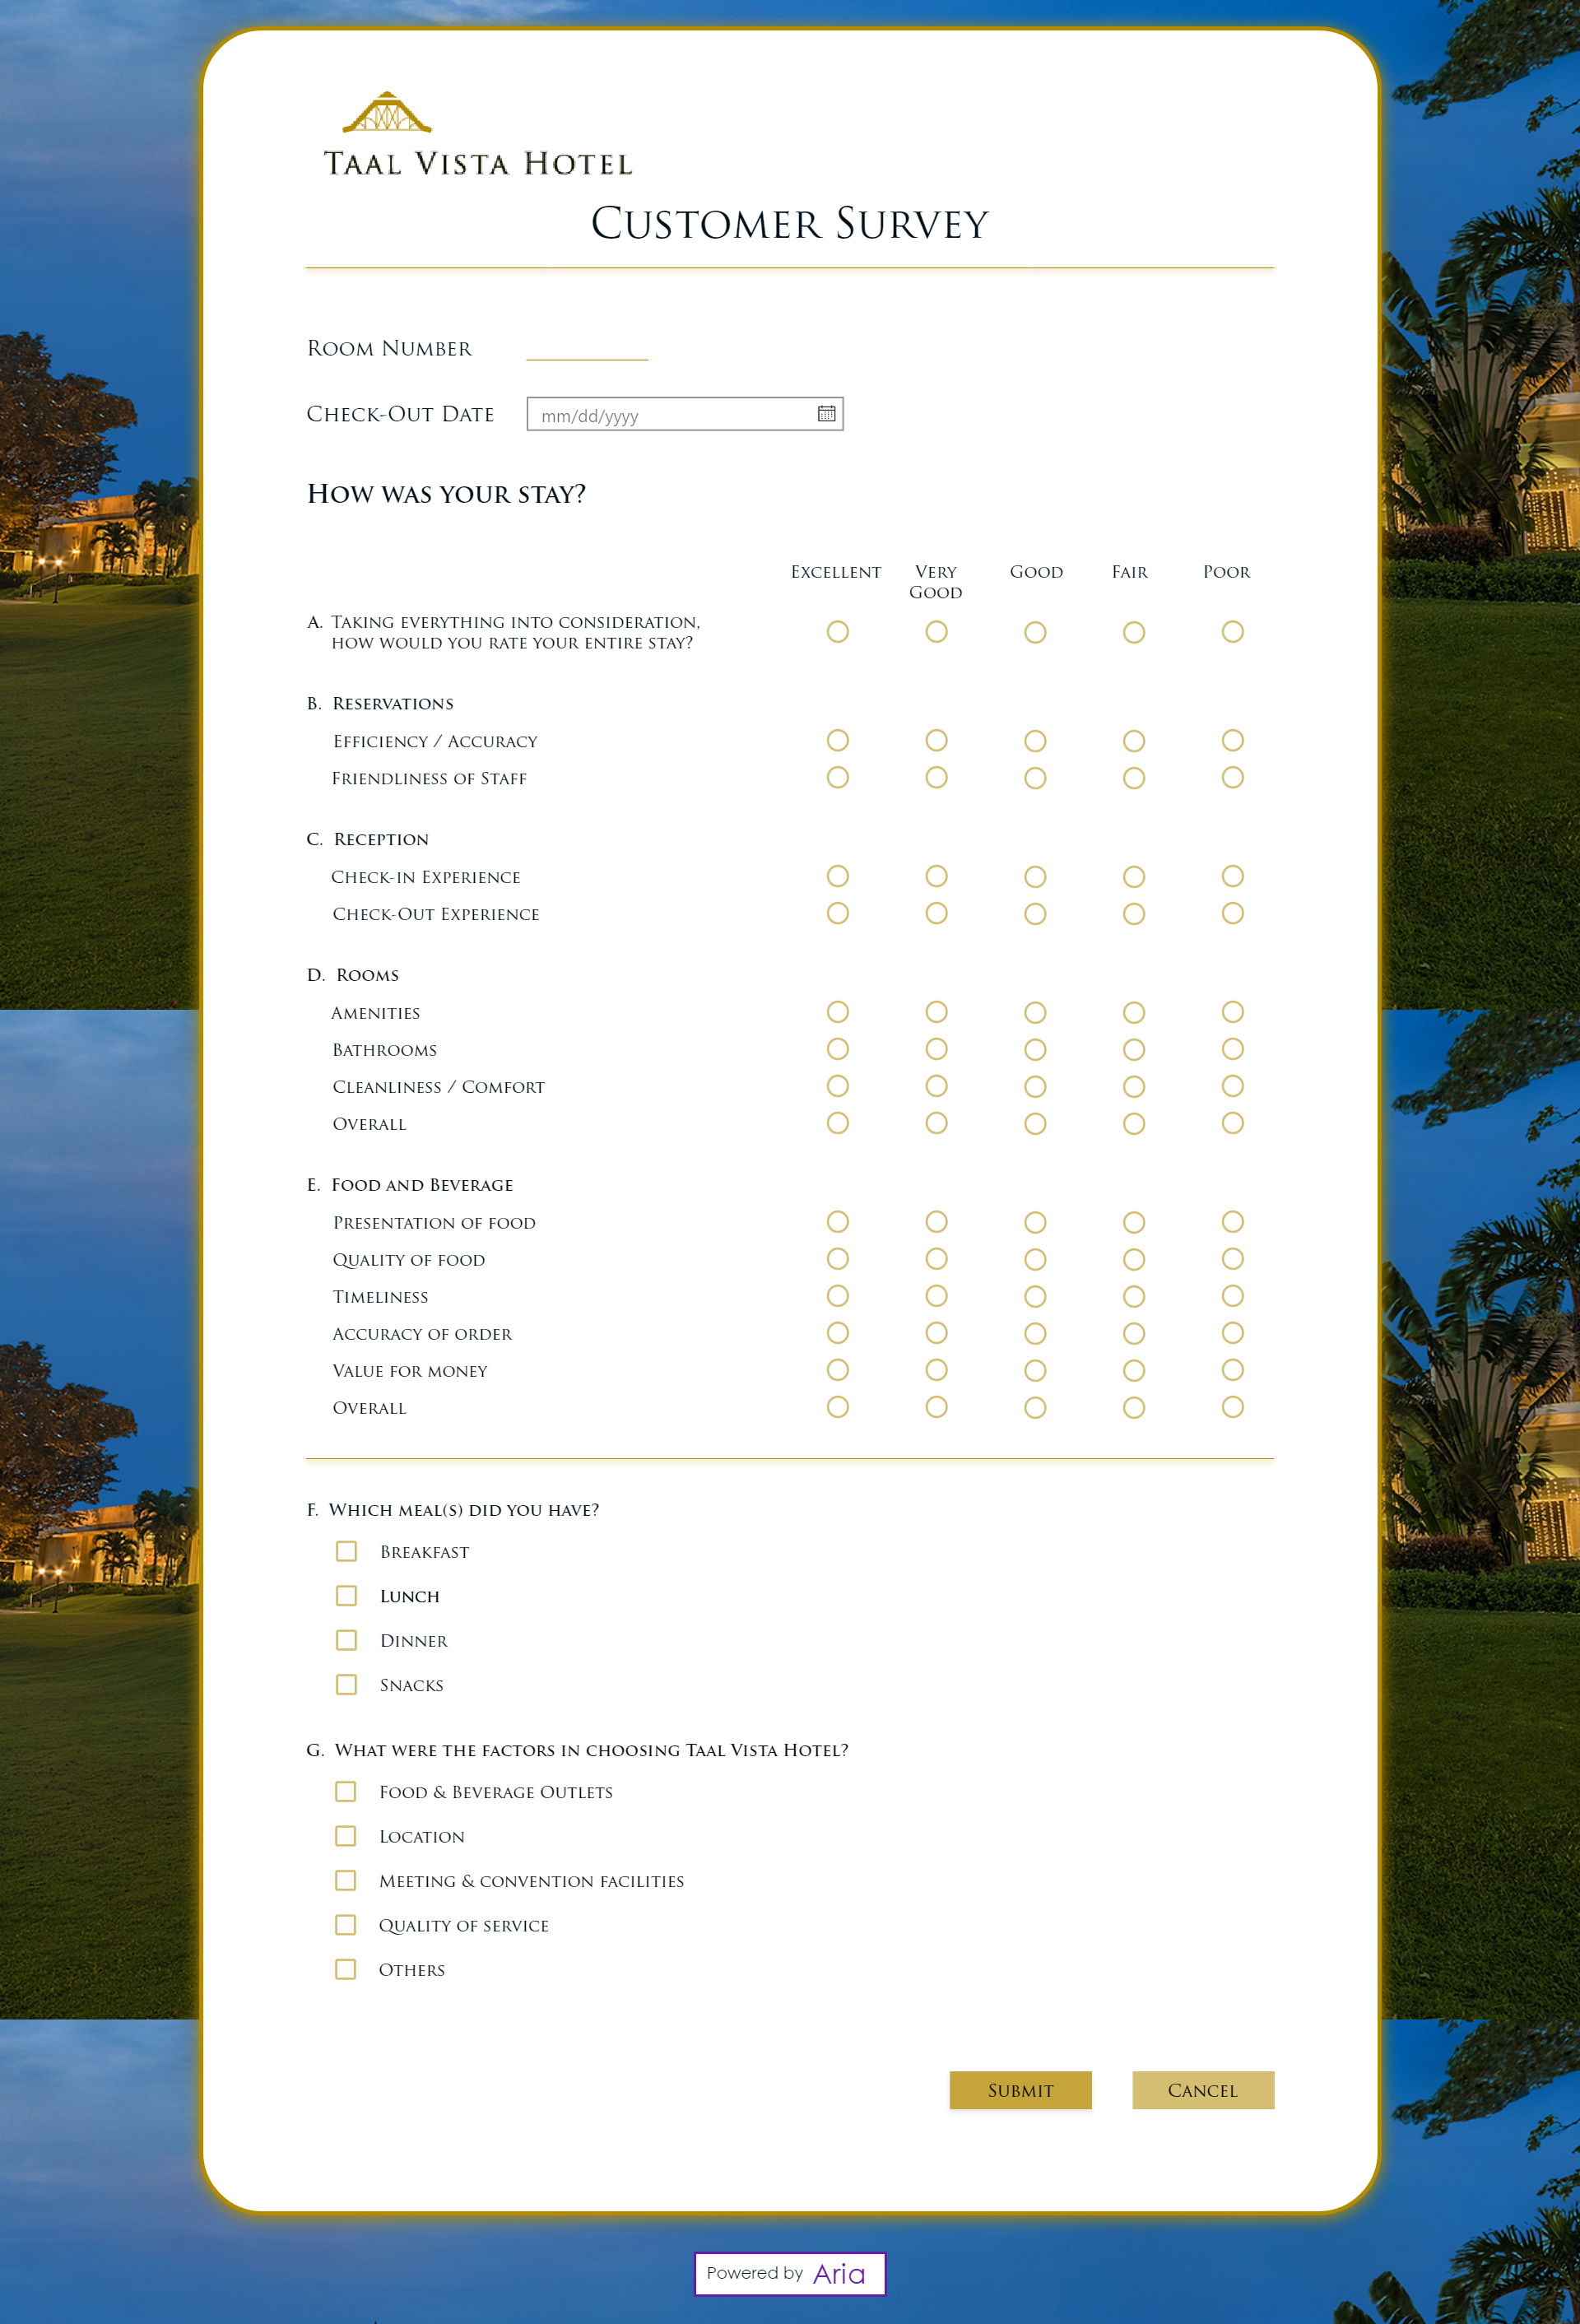 Taal Vista Hotel
Customer Survey
Room Number
Check-Out Date mm/dd/yyyy
How was your stay?
Excellent Very Good Good Fair Poor
A. Taking everything into consideration,
how would you rate your entire stay?
B. Reservations
Efficiency / Accuracy
Friendliness of Staff
C. Reception
Check-in Experience
Check-Out Experience
D. Rooms
Amenities
Bathrooms
Cleanliness / Comfort
Overall
E. Food and Beverage
Presentation of food
Quality of food
Timeliness
Accuracy of order
Value for money
Overall
F. Which meal(s) did you have?
Breakfast
Lunch
Dinner
Snacks
G. What were the factors in choosing Taal Vista Hotel?
Food & Beverage Outlets
Location
Meeting & convention facilities
Quality of service
Others
Submit Cancel
Powered by Aria